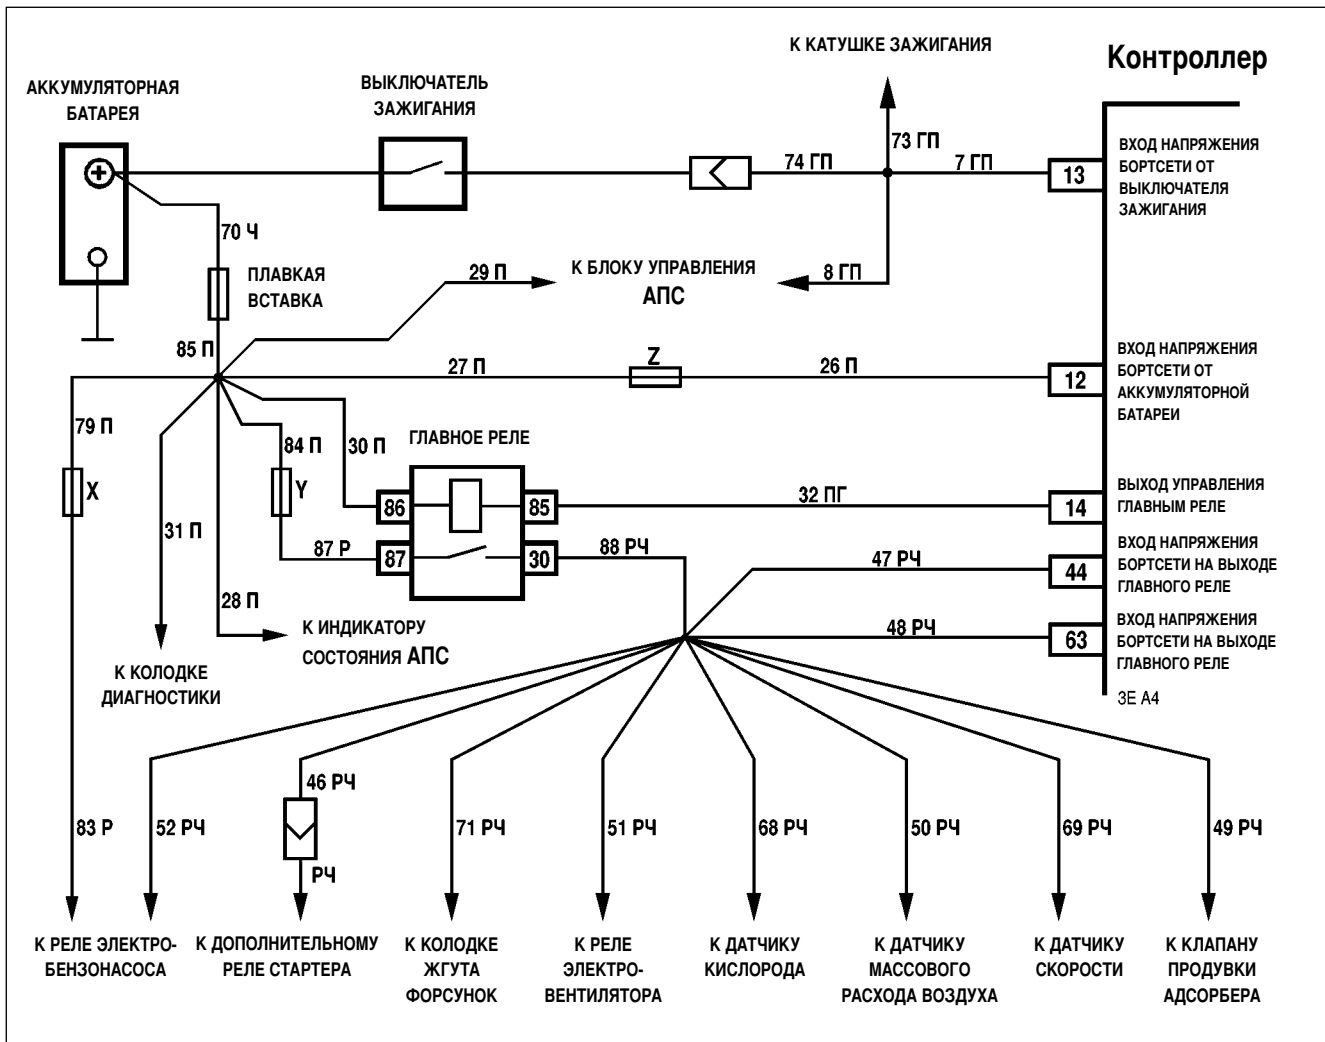 К КАТУШКЕ ЗАЖИГАНИЯ
Контроллер
АККУМУЛЯТОРНАЯ
БАТАРЕЯ
ВЫКЛЮЧАТЕЛЬ
ЗАЖИГАНИЯ
73 ГП
74 ГП
7 ГП
13
ВХОД НАПРЯЖЕНИЯ
БОРТСЕТИ ОТ
ВЫКЛЮЧАТЕЛЯ
ЗАЖИГАНИЯ
70 Ч
ПЛАВКАЯ
ВСТАВКА
29 П
К БЛОКУ УПРАВЛЕНИЯ
АПС
8 ГП
85 П
27 П
Z
26 П
12
ВХОД НАПРЯЖЕНИЯ
БОРТСЕТИ ОТ
АККУМУЛЯТОРНОЙ
БАТАРЕИ
79 П
84 П
30 П
ГЛАВНОЕ РЕЛЕ
X
Y
86
85
32 ПГ
14
ВЫХОД УПРАВЛЕНИЯ
ГЛАВНЫМ РЕЛЕ
31 П
87 Р
87
30
88 РЧ
47 РЧ
44
ВХОД НАПРЯЖЕНИЯ
БОРТСЕТИ НА ВЫХОДЕ
ГЛАВНОГО РЕЛЕ
28 П
К ИНДИКАТОРУ
СОСТОЯНИЯ АПС
48 РЧ
63
ВХОД НАПРЯЖЕНИЯ
БОРТСЕТИ НА ВЫХОДЕ
ГЛАВНОГО РЕЛЕ
К КОЛОДКЕ
ДИАГНОСТИКИ
3Е А4
46 РЧ
83 Р
52 РЧ
71 РЧ
51 РЧ
68 РЧ
50 РЧ
69 РЧ
49 РЧ
РЧ
К РЕЛЕ ЭЛЕКТРО-
БЕНЗОНАСОСА
К ДОПОЛНИТЕЛЬНОМУ
РЕЛЕ СТАРТЕРА
К КОЛОДКЕ
ЖГУТА
ФОРСУНОК
К РЕЛЕ
ЭЛЕКТРО-
ВЕНТИЛЯТОРА
К ДАТЧИКУ
КИСЛОРОДА
К ДАТЧИКУ
МАССОВОГО
РАСХОДА ВОЗДУХА
К ДАТЧИКУ
СКОРОСТИ
К КЛАПАНУ
ПРОДУВКИ
АДСОРБЕРА